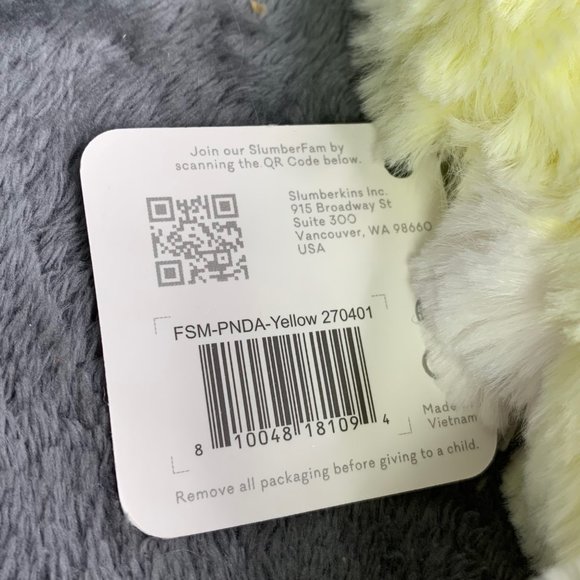 Join our SlumberFam by
scanning the QR Code below.
Slumberkins Inc.
915 Broadway St
Suite 300
Vancouver, WA 98660
USA
FSM-PNDA-Yellow 270401
8 10048 18109 4
Made
Vietnam
Remove all packaging before giving to a child.